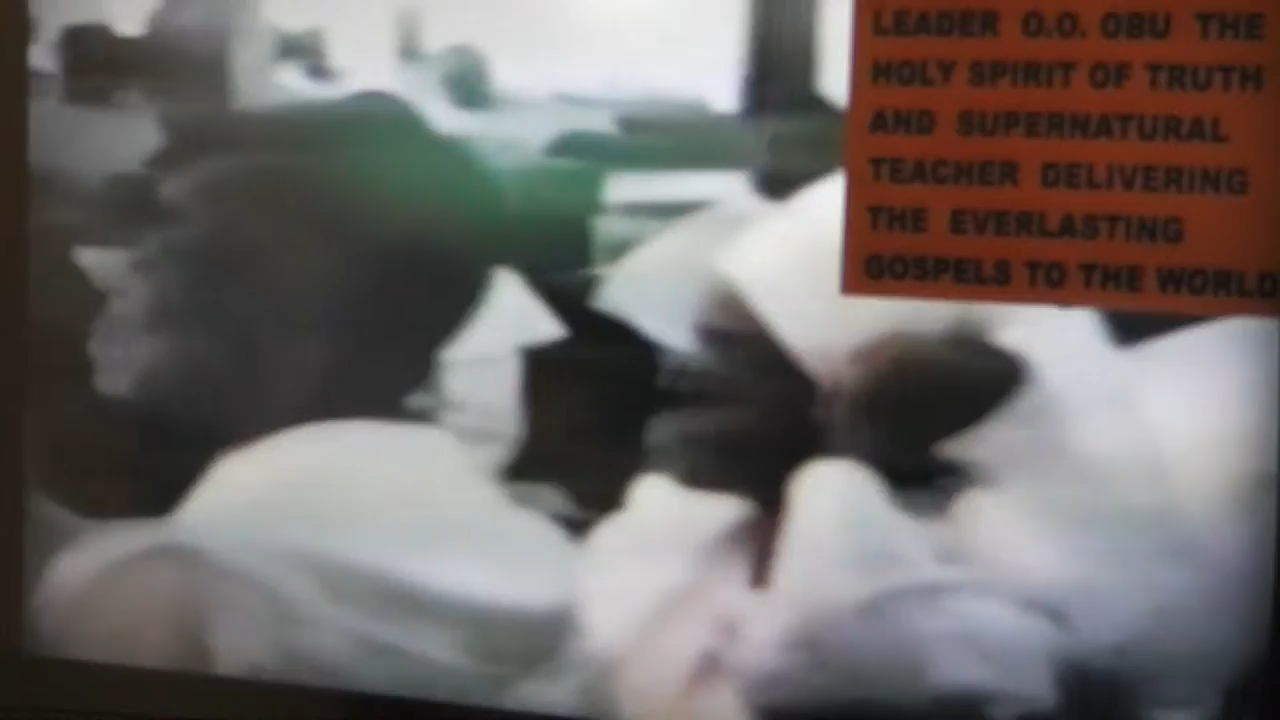 LEADER O.O. OBU THE
HOLY SPIRIT OF TRUTH
AND SUPERNATURAL
TEACHER DELIVERING
THE EVERLASTING
GOSPELS TO THE WORLD